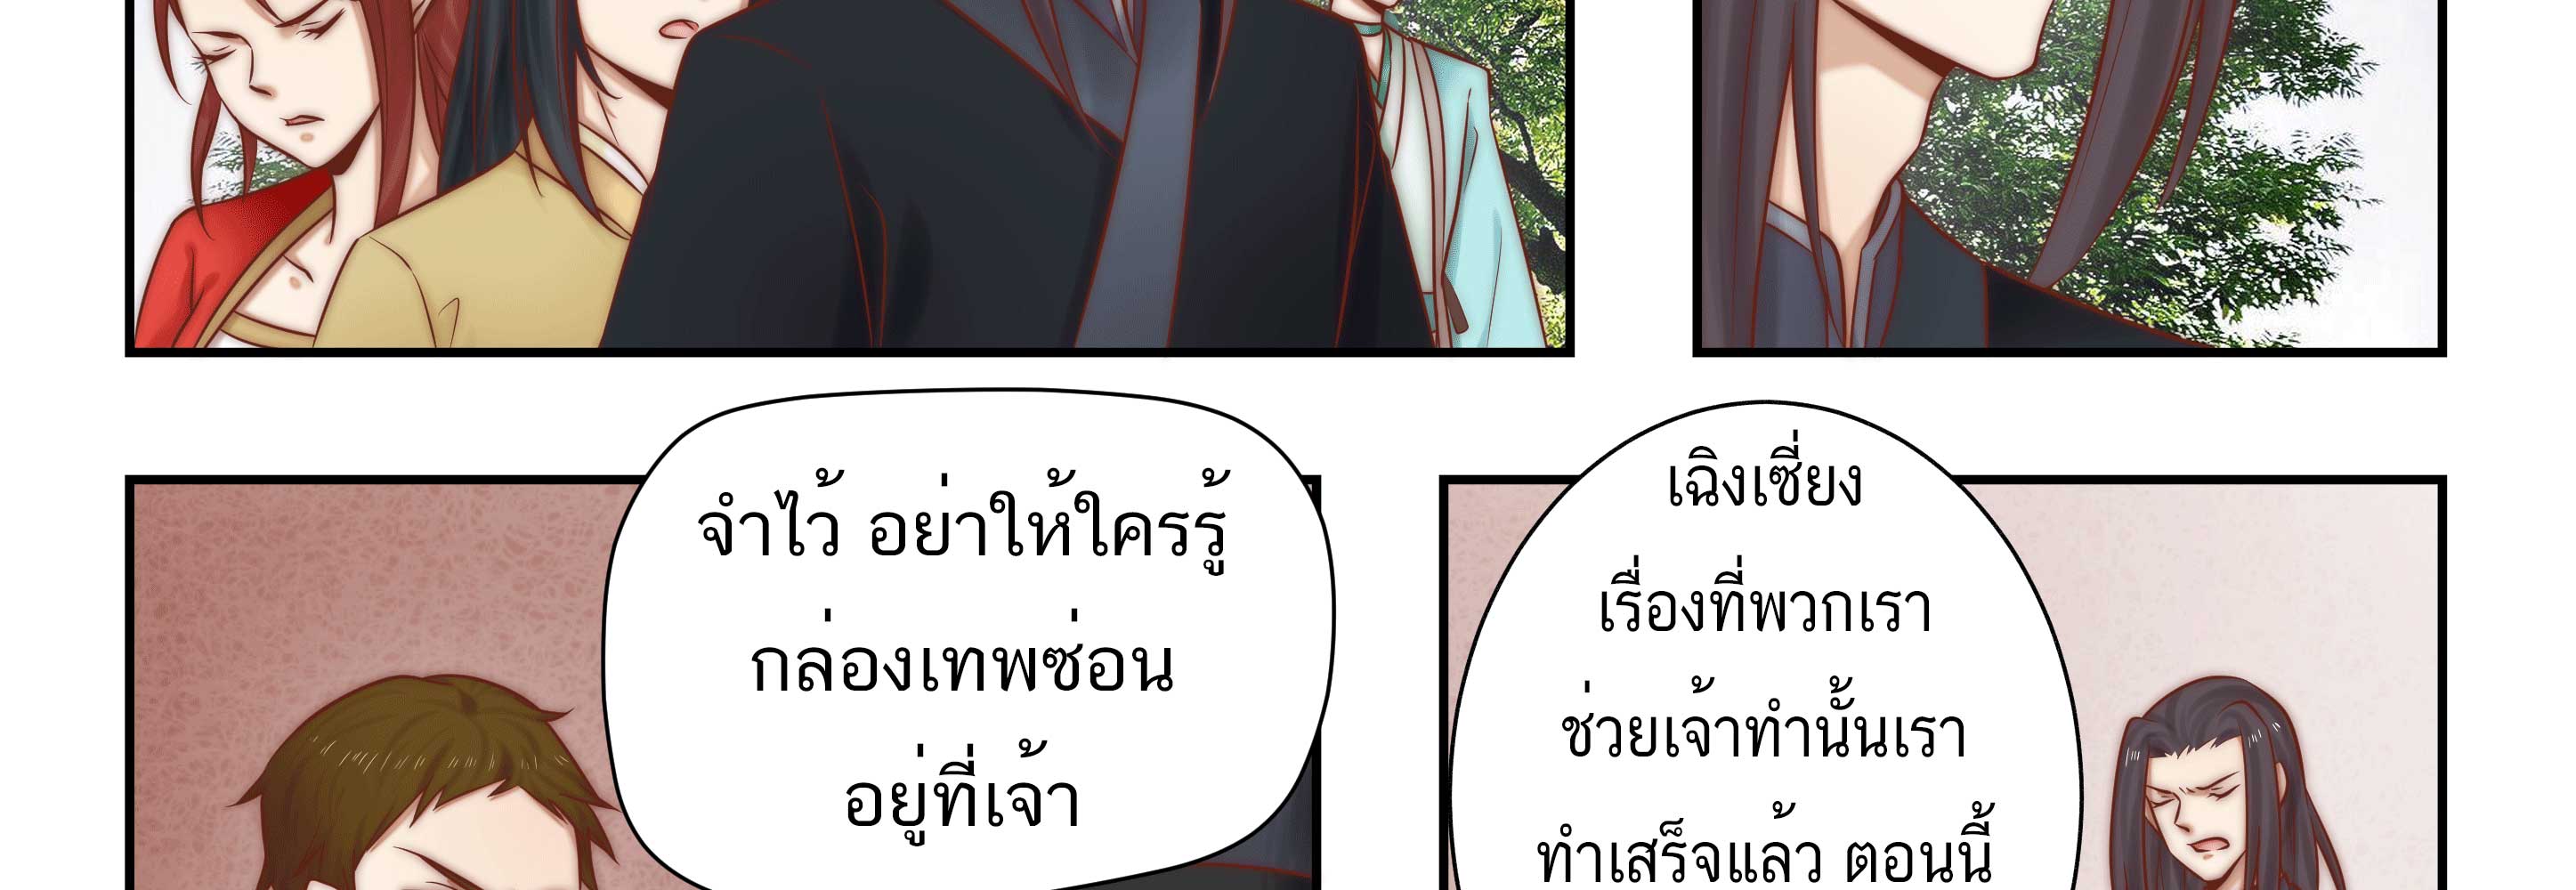 จำไว้ อย่าให้ใครรู้
กล่องเทพซ่อน
อยู่ที่เจ้า
เฉิงเซี่ยง
เรื่องที่พวกเรา
ช่วยเจ้าทำนั้นเรา
ทำเสร็จแล้ว ตอนนี้